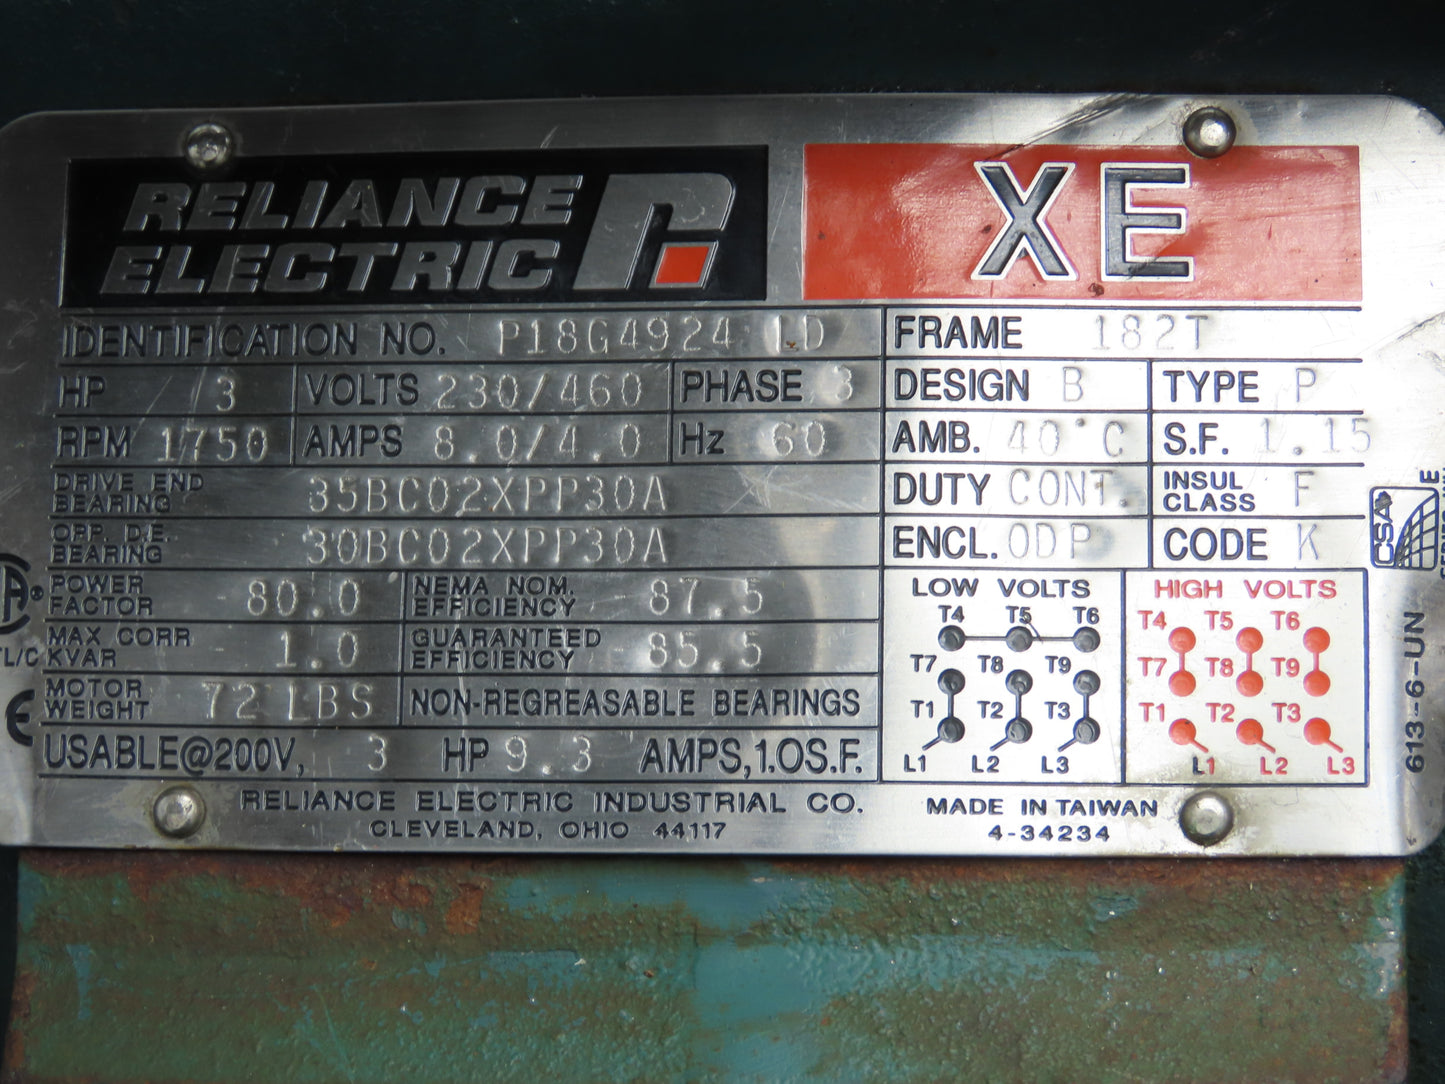 RELIANCE
ELECTRIC
XE
IDENTIFICATION NO. P18G4924 LD
FRAME 182T
HP 3 VOLTS 230/460 PHASE 3
DESIGN B TYPE P
RPM 1750 AMPS 8.0/4.0 Hz 60
AMB. 40°C S.F. 1.15
DRIVE END
BEARING 35BC02XPP30A
DUTY CONT. INSUL
CLASS F
OPP. D.E.
BEARING 30BC02XPP30A
ENCL. ODP CODE K
POWER
FACTOR 80.0
NEMA NOM.
EFFICIENCY 87.5
MAX CORR
KVAR 1.0
GUARANTEED
EFFICIENCY 85.5
MOTOR
WEIGHT 72 LBS
NON-REGREASABLE BEARINGS
USABLE@200V, 3 HP 9.3 AMPS,1.0S.F.
LOW VOLTS
T4 T5 T6
T7 T8 T9
T1 T2 T3
L1 L2 L3
HIGH VOLTS
T4 T5 T6
T7 T8 T9
T1 T2 T3
L1 L2 L3
RELIANCE ELECTRIC INDUSTRIAL CO.
CLEVELAND, OHIO 44117
MADE IN TAIWAN
4-34234
CSA
613-6-UN